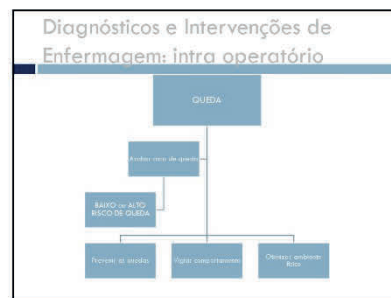 Diagnósticos e Intervenções de
Enfermagem: intra operatório
QUEDA
Avaliar risco de queda
BAIXO ou ALTO
RISCO DE QUEDA
Prevenir as quedas
Vigiar comportamento
Otimizar ambiente
físico